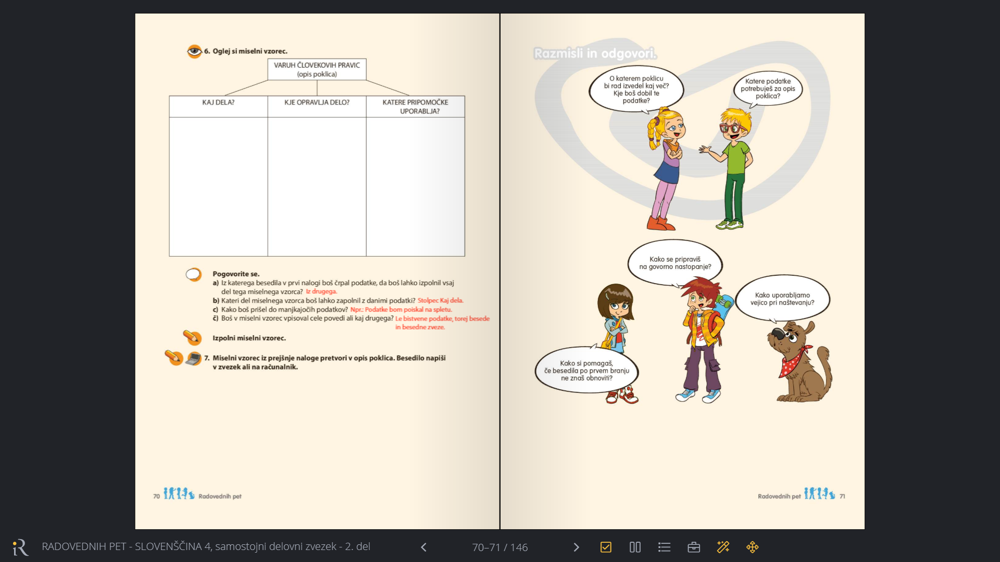 6. Oglej si miselni vzorec.
VARUH ČLOVEKOVIH PRAVIC
(opis poklica)
KAJ DELA?
KJE OPRAVLJA DELO?
KATERE PRIPOMOČKE
UPORABLJA?
Pogovorite se.
a) Iz katerega besedila v prvi nalogi boš črpal podatke, da boš lahko izpolnil vsaj
del tega miselnega vzorca? Iz drugega.
b) Kateri del miselnega vzorca boš lahko zapolnil z danimi podatki? Stolpec Kaj dela.
c) Kako boš prišel do manjkajočih podatkov? Npr.: Podatke bom poiskal na spletu.
č) Boš v miselni vzorec vpisoval cele povedi ali kaj drugega? Le bistvene podatke, torej besede
in besedne zveze.
Izpolni miselni vzorec.
7. Miselni vzorec iz prejšnje naloge pretvori v opis poklica. Besedilo napiši
v zvezek ali na računalnik.
70 Radovednih pet
Razmisli in odgovori.
O katerem poklicu
bi rad izvedel kaj več?
Kje boš dobil te
podatke?
Katere podatke
potrebuješ za opis
poklica?
Kako se pripraviš
na govorno nastopanje?
Kako uporabljamo
vejico pri naštevanju?
Kako si pomagaš,
če besedila po prvem branju
ne znaš obnoviti?
Radovednih pet 71
iR RADOVEDNIH PET - SLOVENŠČINA 4, samostojni delovni zvezek - 2. del
70–71 / 146